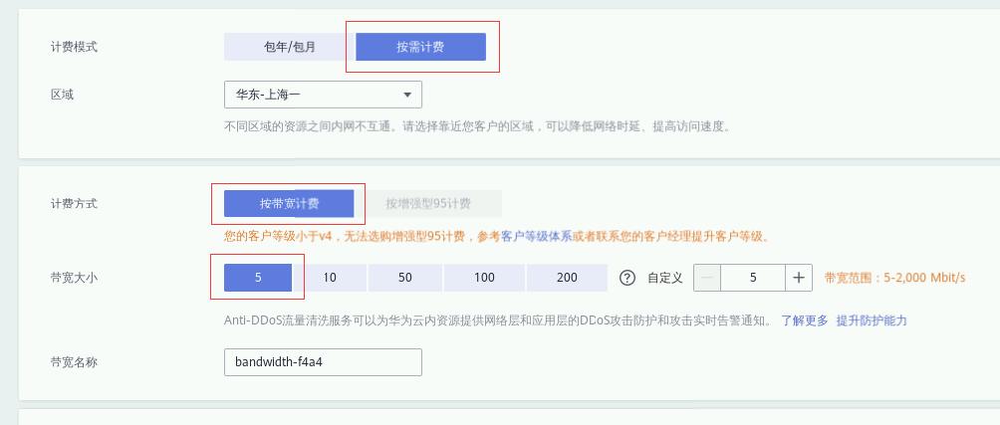 计费模式 包年/包月 按需计费
区域 华东-上海一
不同区域的资源之间内网不互通。请选择靠近您客户的区域，可以降低网络时延、提高访问速度。
计费方式 按带宽计费 按增强型95计费
您的客户等级小于v4，无法选购增强型95计费，参考客户等级体系或者联系您的客户经理提升客户等级。
带宽大小 5 10 50 100 200 ? 自定义 — 5 + 带宽范围：5-2,000 Mbit/s
Anti-DDoS流量清洗服务可以为华为云内资源提供网络层和应用层的DDoS攻击防护和攻击实时告警通知。 了解更多 提升防护能力
带宽名称 bandwidth-f4a4